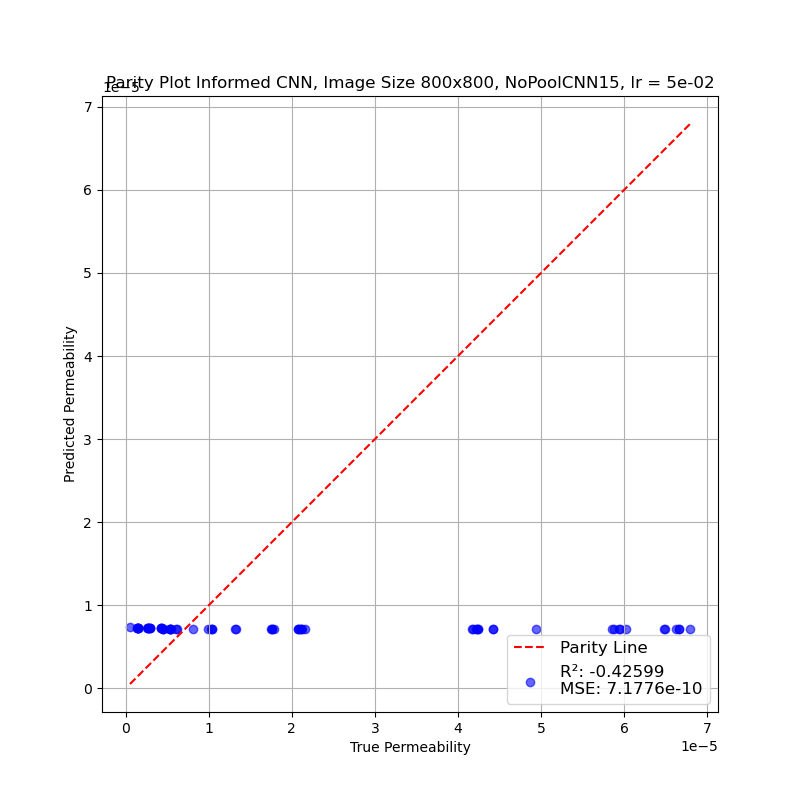 Parity Plot Informed CNN, Image Size 800x800, NoPoolCNN15, lr = 5e-02
1e−5
7
6
5
4
3
2
1
0
Predicted Permeability
Parity Line
R²: -0.42599
MSE: 7.1776e-10
0 1 2 3 4 5 6 7
True Permeability
1e−5